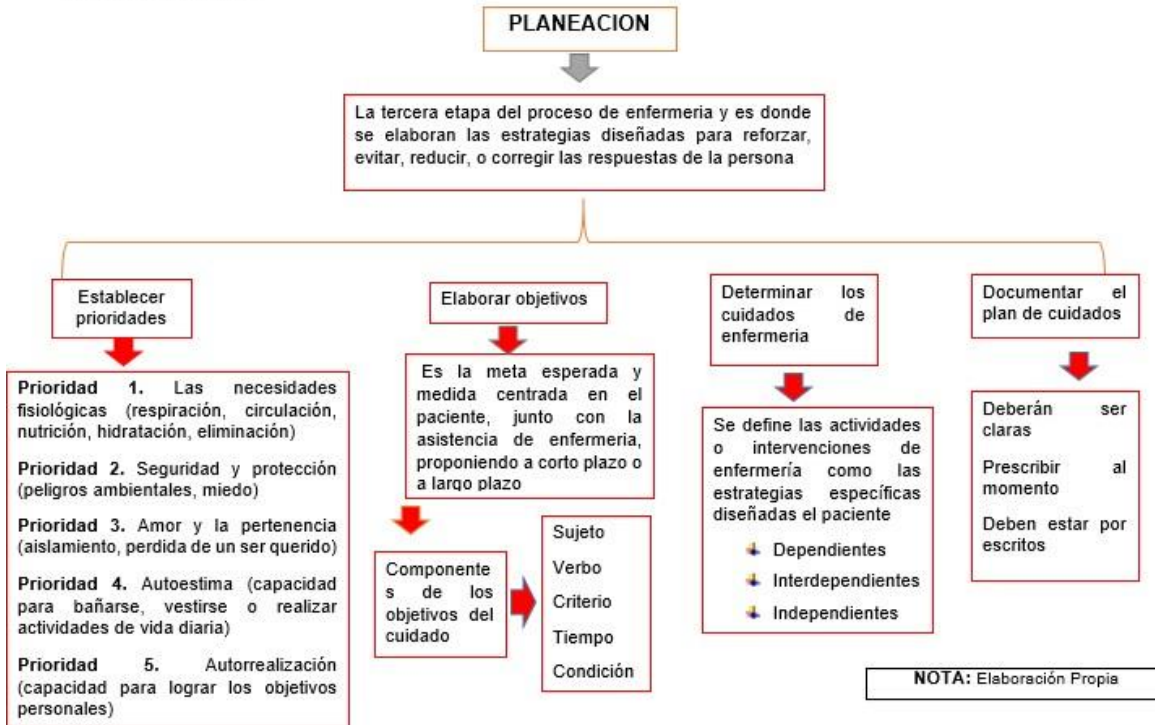 PLANEACION
La tercera etapa del proceso de enfermeria y es donde
se elaboran las estrategias diseñadas para reforzar,
evitar, reducir, o corregir las respuestas de la persona
Establecer
prioridades
Prioridad 1. Las necesidades
fisiológicas (respiración, circulación,
nutrición, hidratación, eliminación)
Prioridad 2. Seguridad y protección
(peligros ambientales, miedo)
Prioridad 3. Amor y la pertenencia
(aislamiento, perdida de un ser querido)
Prioridad 4. Autoestima (capacidad
para bañarse, vestirse o realizar
actividades de vida diaria)
Prioridad 5. Autorrealización
(capacidad para lograr los objetivos
personales)
Elaborar objetivos
Es la meta esperada y
medida centrada en el
paciente, junto con la
asistencia de enfermeria,
proponiendo a corto plazo o
a largo plazo
Componente
s de los
objetivos del
cuidado
Sujeto
Verbo
Criterio
Tiempo
Condición
Determinar los
cuidados de
enfermeria
Se define las actividades
o intervenciones de
enfermería como las
estrategias específicas
diseñadas el paciente
Dependientes
Interdependientes
Independientes
Documentar el
plan de cuidados
Deberán ser
claras
Prescribir al
momento
Deben estar por
escritos
NOTA: Elaboración Propia